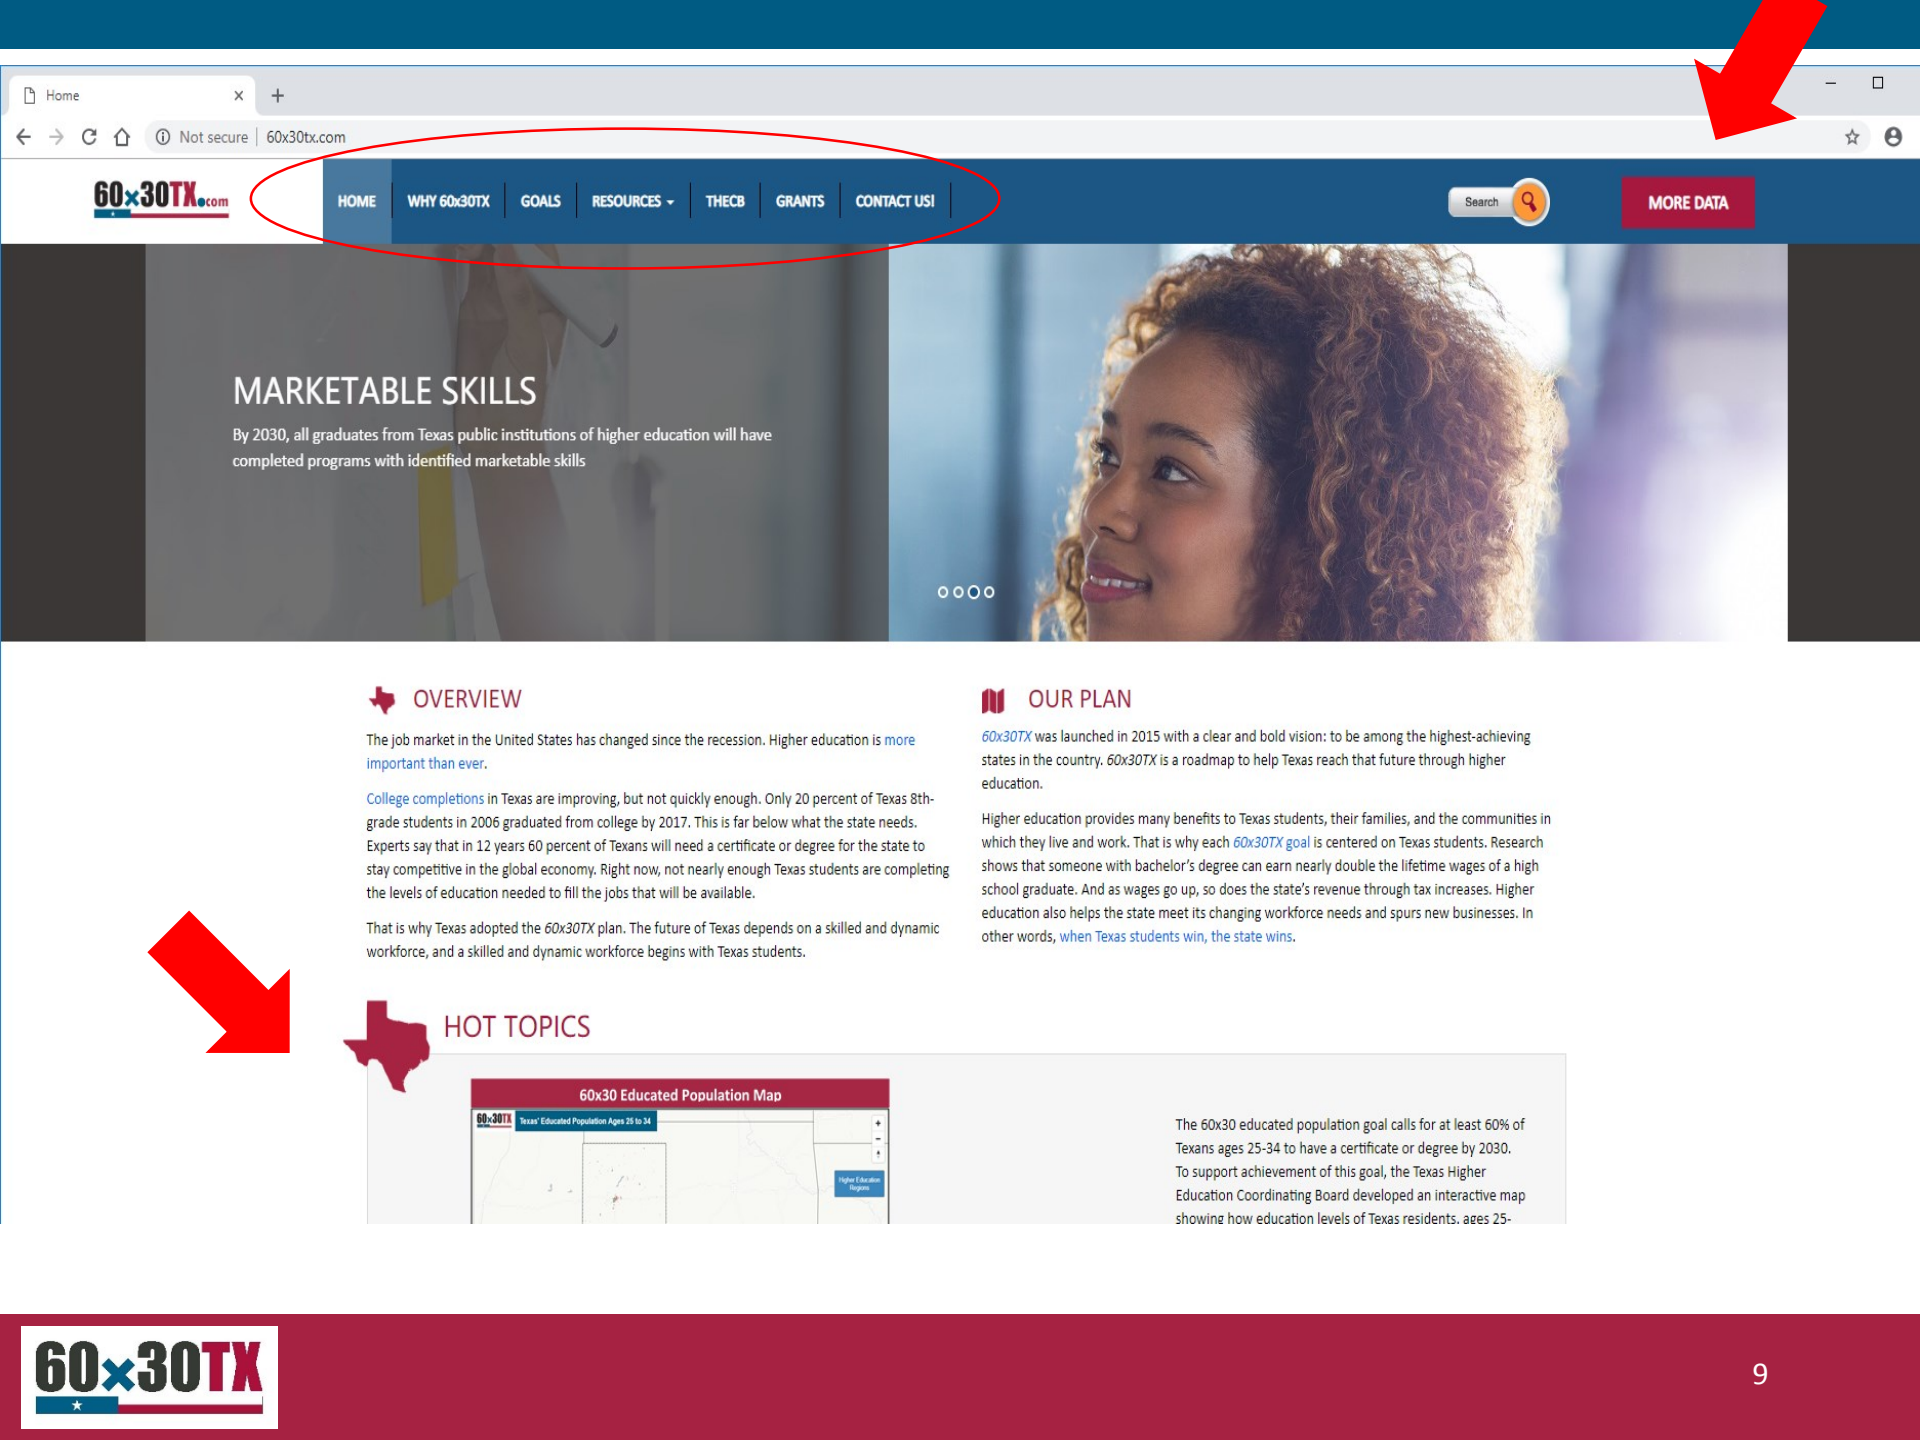 Home
Not secure
60x30tx.com
60x30TX.com
HOME
WHY 60x30TX
GOALS
RESOURCES
THECB
GRANTS
CONTACT US!
Search
MORE DATA
MARKETABLE SKILLS
By 2030, all graduates from Texas public institutions of higher education will have
completed programs with identified marketable skills
OVERVIEW
The job market in the United States has changed since the recession. Higher education is more
important than ever.
College completions in Texas are improving, but not quickly enough. Only 20 percent of Texas 8th-
grade students in 2006 graduated from college by 2017. This is far below what the state needs.
Experts say that in 12 years 60 percent of Texans will need a certificate or degree for the state to
stay competitive in the global economy. Right now, not nearly enough Texas students are completing
the levels of education needed to fill the jobs that will be available.
That is why Texas adopted the 60x30TX plan. The future of Texas depends on a skilled and dynamic
workforce, and a skilled and dynamic workforce begins with Texas students.
OUR PLAN
60x30TX was launched in 2015 with a clear and bold vision: to be among the highest-achieving
states in the country. 60x30TX is a roadmap to help Texas reach that future through higher
education.
Higher education provides many benefits to Texas students, their families, and the communities in
which they live and work. That is why each 60x30TX goal is centered on Texas students. Research
shows that someone with bachelor's degree can earn nearly double the lifetime wages of a high
school graduate. And as wages go up, so does the state's revenue through tax increases. Higher
education also helps the state meet its changing workforce needs and spurs new businesses. In
other words, when Texas students win, the state wins.
HOT TOPICS
60x30 Educated Population Map
60x30TX
Texas' Educated Population Ages 25 to 34
Higher Education
Regions
The 60x30 educated population goal calls for at least 60% of
Texans ages 25-34 to have a certificate or degree by 2030.
To support achievement of this goal, the Texas Higher
Education Coordinating Board developed an interactive map
showing how education levels of Texas residents, ages 25-
60x30TX
9